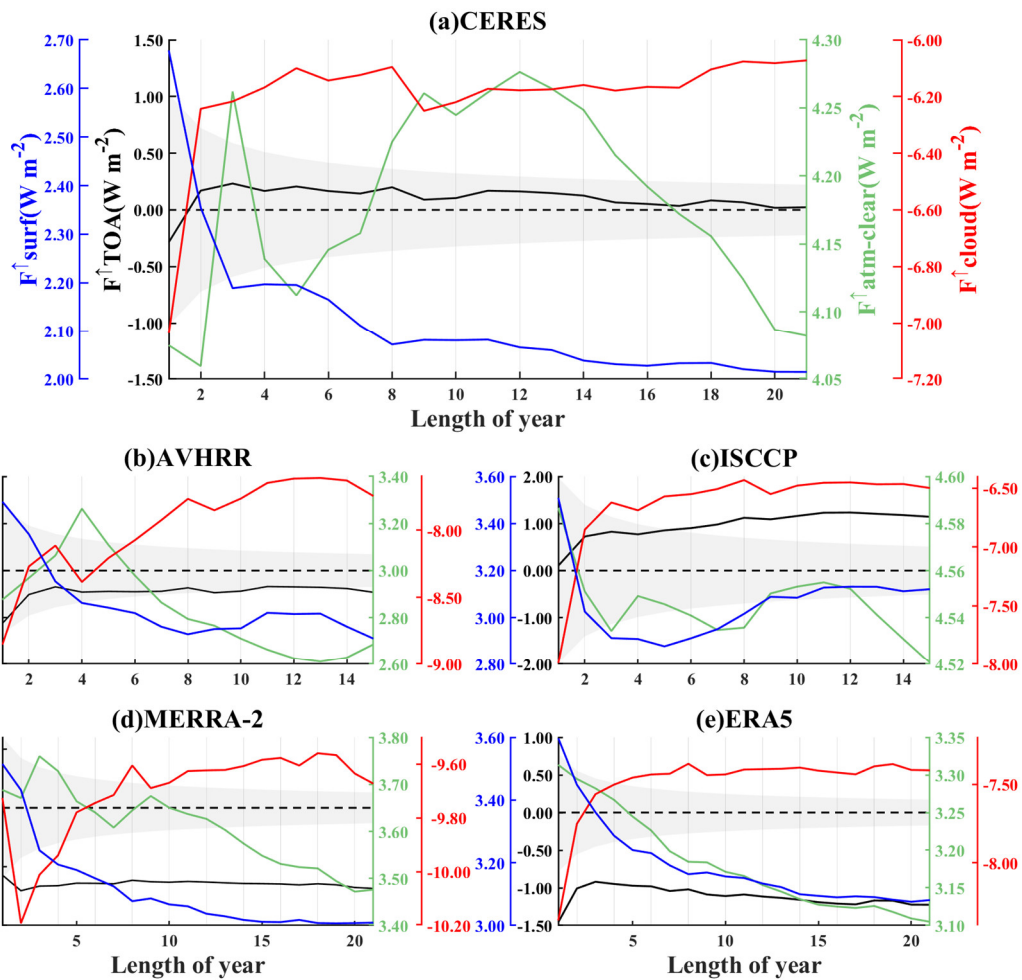 (a)CERES
2.70 1.50 4.30 -6.00
2.60 1.00 4.25 -6.20
2.50 0.50 -6.40
2.40 4.20
2.30 0.00 -6.60
2.20 -0.50 4.15 -6.80
2.10 -1.00 4.10 -7.00
2.00 -1.50 4.05 -7.20
F↑surf(W m-2)
F↑TOA(W m-2)
F↑atm-clear(W m-2)
F↑cloud(W m-2)
2 4 6 8 10 12 14 16 18 20
Length of year
(b)AVHRR
3.40
3.20 -8.00
3.00
2.80 -8.50
2.60 -9.00
2 4 6 8 10 12 14
(c)ISCCP
3.60 2.00 4.60 -6.50
3.40 1.00 4.58 -7.00
3.20 0.00 4.56
3.00 -1.00 4.54 -7.50
2.80 -2.00 4.52 -8.00
2 4 6 8 10 12 14
(d)MERRA-2
3.80 -9.60
3.70 -9.80
3.60
3.50 -10.00
3.40 -10.20
5 10 15 20
Length of year
(e)ERA5
3.60 1.00 3.35
0.50 3.30 -7.50
3.40 0.00 3.25
-0.50 3.20
3.20 -1.00 3.15 -8.00
3.00 -1.50 3.10
5 10 15 20
Length of year